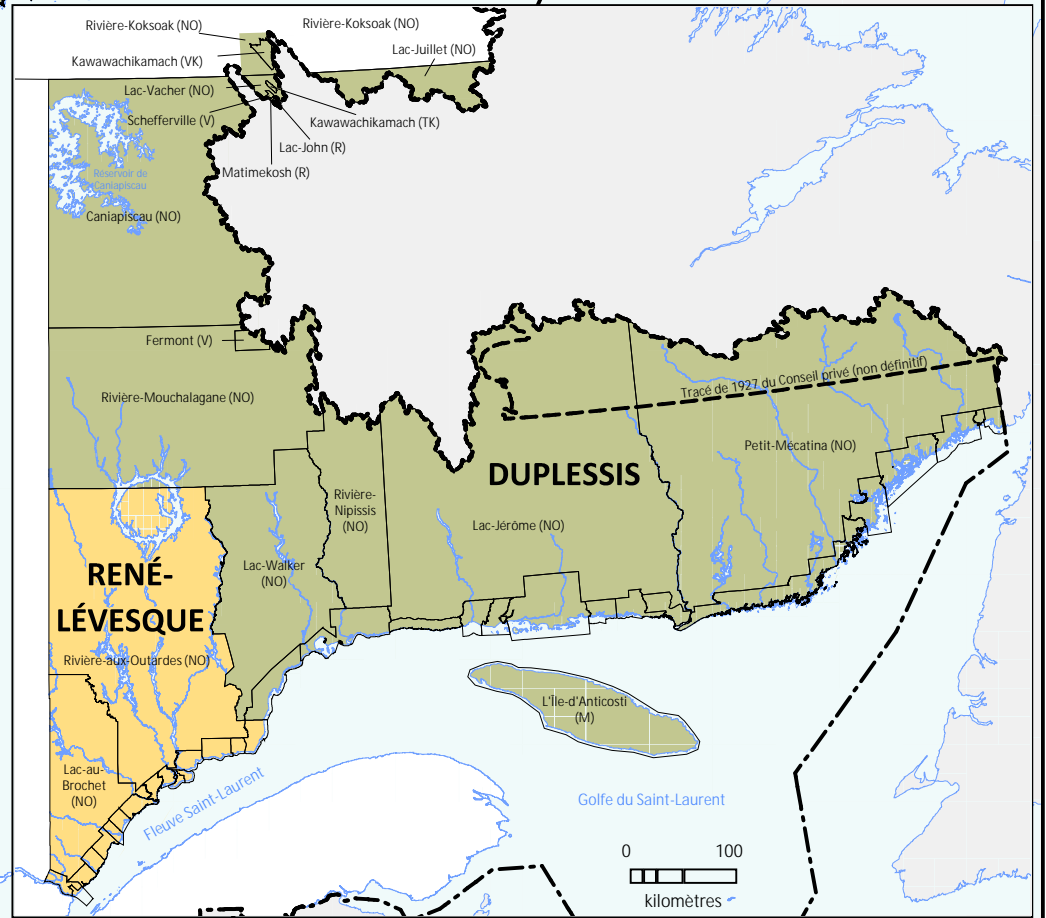 Rivière-Koksoak (NO)
Rivière-Koksoak (NO)
Lac-Juillet (NO)
Kawawachikamach (VK)
Lac-Vacher (NO)
Schefferville (V)
Kawawachikamach (TK)
Lac-John (R)
Matimekosh (R)
Réservoir de
Caniapiscau
Caniapiscau (NO)
Fermont (V)
Rivière-Mouchalagane (NO)
Tracé de 1927 du Conseil privé (non définitif)
Petit-Mécatina (NO)
DUPLESSIS
Rivière-
Nipissis
(NO)
Lac-Jérôme (NO)
Lac-Walker
(NO)
RENÉ-
LÉVESQUE
Rivière-aux-Outardes (NO)
L'Île-d'Anticosti
(M)
Lac-au-
Brochet
(NO)
Fleuve Saint-Laurent
Golfe du Saint-Laurent
0 100
kilomètres